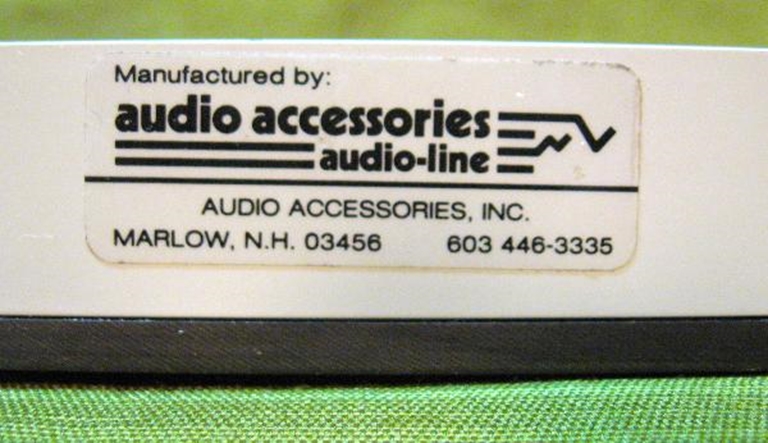 Manufactured by:
audio accessories
audio-line
AUDIO ACCESSORIES, INC.
MARLOW, N.H. 03456 603 446-3335